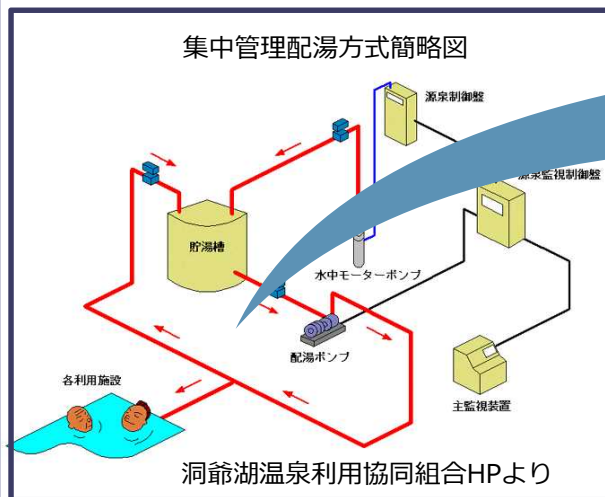 集中管理配湯方式簡略図
源泉制御盤
源泉監視制御盤
貯湯槽
水中モーターポンプ
配湯ポンプ
各利用施設
主監視装置
洞爺湖温泉利用協同組合HPより